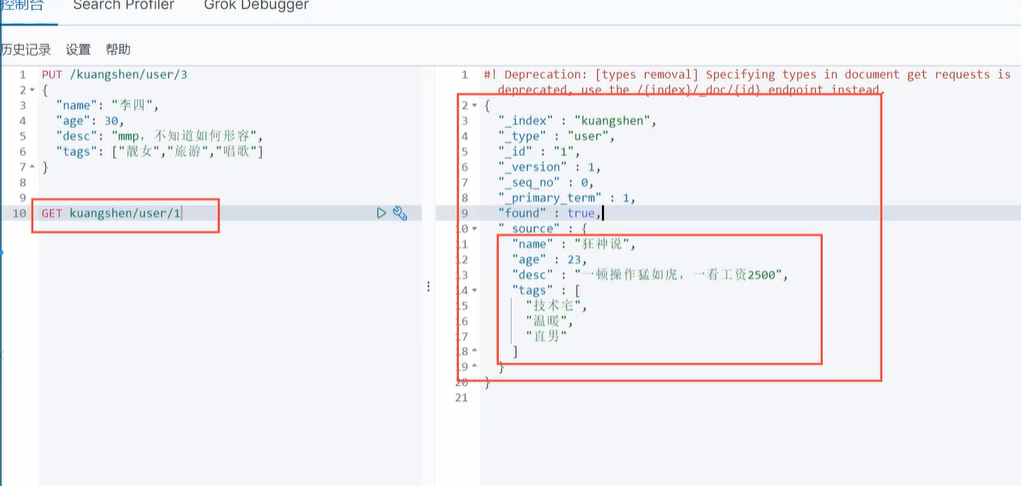 控制台 Search Profiler Grok Debugger
历史记录 设置 帮助
1 PUT /kuangshen/user/3
2 {
3 "name": "李四",
4 "age": 30,
5 "desc": "mmp，不知道如何形容",
6 "tags": ["靓女","旅游","唱歌"]
7 }
8
9
10 GET kuangshen/user/1
1 #! Deprecation: [types removal] Specifying types in document get requests is
deprecated, use the /{index}/_doc/{id} endpoint instead.
2 {
3 "_index" : "kuangshen",
4 "_type" : "user",
5 "_id" : "1",
6 "_version" : 1,
7 "_seq_no" : 0,
8 "_primary_term" : 1,
9 "found" : true,
10 "_source" : {
11 "name" : "狂神说",
12 "age" : 23,
13 "desc" : "一顿操作猛如虎，一看工资2500",
14 "tags" : [
15 "技术宅",
16 "温暖",
17 "直男"
18 ]
19 }
20 }
21